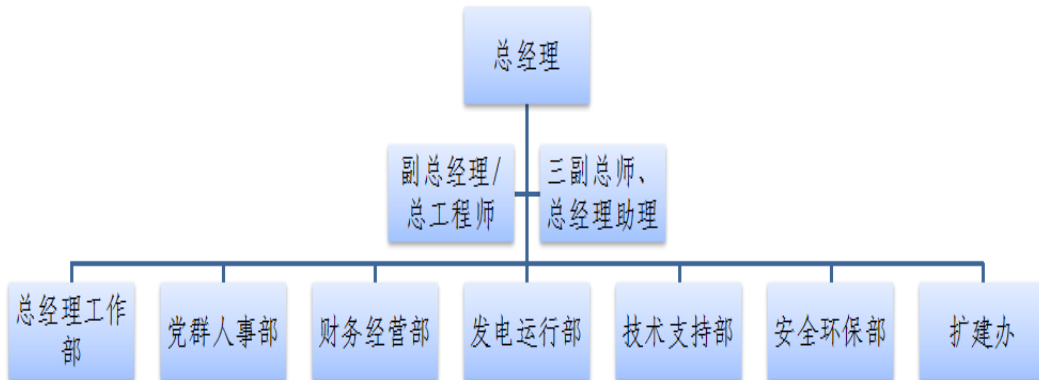 总经理
副总经理/
总工程师
三副总师、
总经理助理
总经理工作
部
党群人事部
财务经营部
发电运行部
技术支持部
安全环保部
扩建办